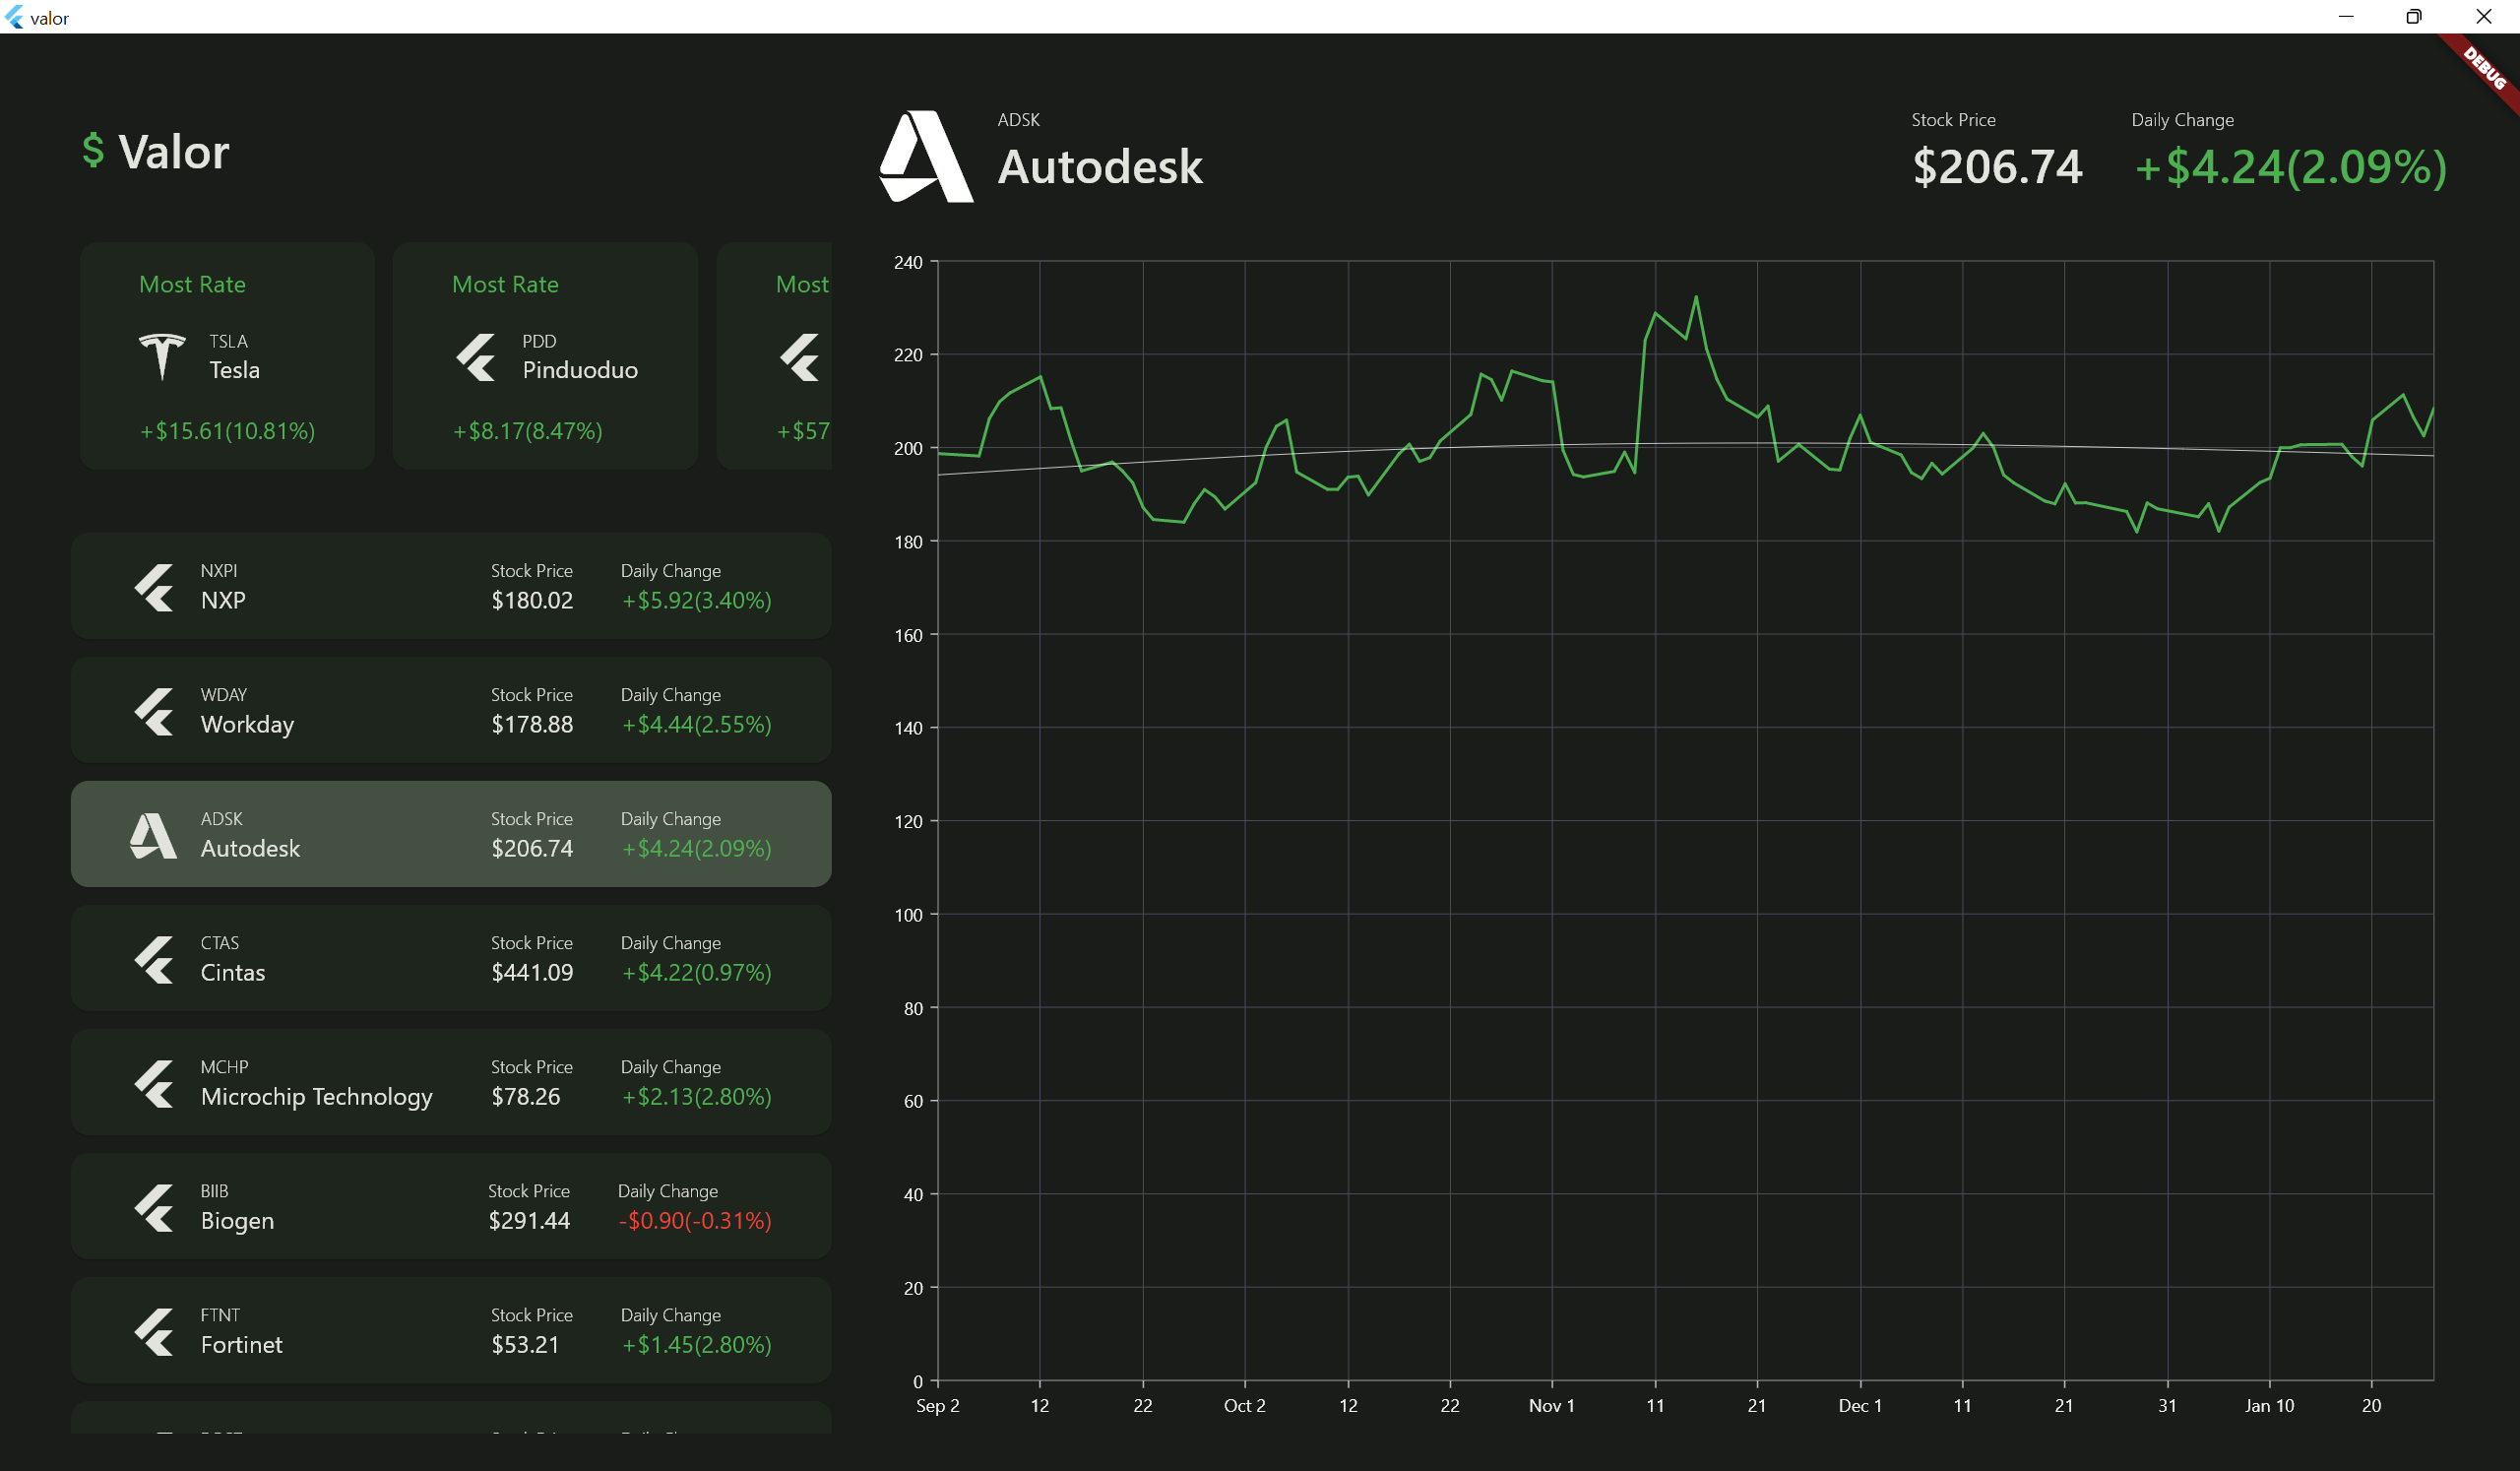 valor
DEBUG
$ Valor
Most Rate
TSLA
Tesla
+$15.61(10.81%)
Most Rate
PDD
Pinduoduo
+$8.17(8.47%)
Most
+$57
NXPI
NXP
Stock Price
$180.02
Daily Change
+$5.92(3.40%)
WDAY
Workday
Stock Price
$178.88
Daily Change
+$4.44(2.55%)
ADSK
Autodesk
Stock Price
$206.74
Daily Change
+$4.24(2.09%)
CTAS
Cintas
Stock Price
$441.09
Daily Change
+$4.22(0.97%)
MCHP
Microchip Technology
Stock Price
$78.26
Daily Change
+$2.13(2.80%)
BIIB
Biogen
Stock Price
$291.44
Daily Change
-$0.90(-0.31%)
FTNT
Fortinet
Stock Price
$53.21
Daily Change
+$1.45(2.80%)
ADSK
Autodesk
Stock Price
$206.74
Daily Change
+$4.24(2.09%)
240
220
200
180
160
140
120
100
80
60
40
20
0
Sep 2 12 22 Oct 2 12 22 Nov 1 11 21 Dec 1 11 21 31 Jan 10 20